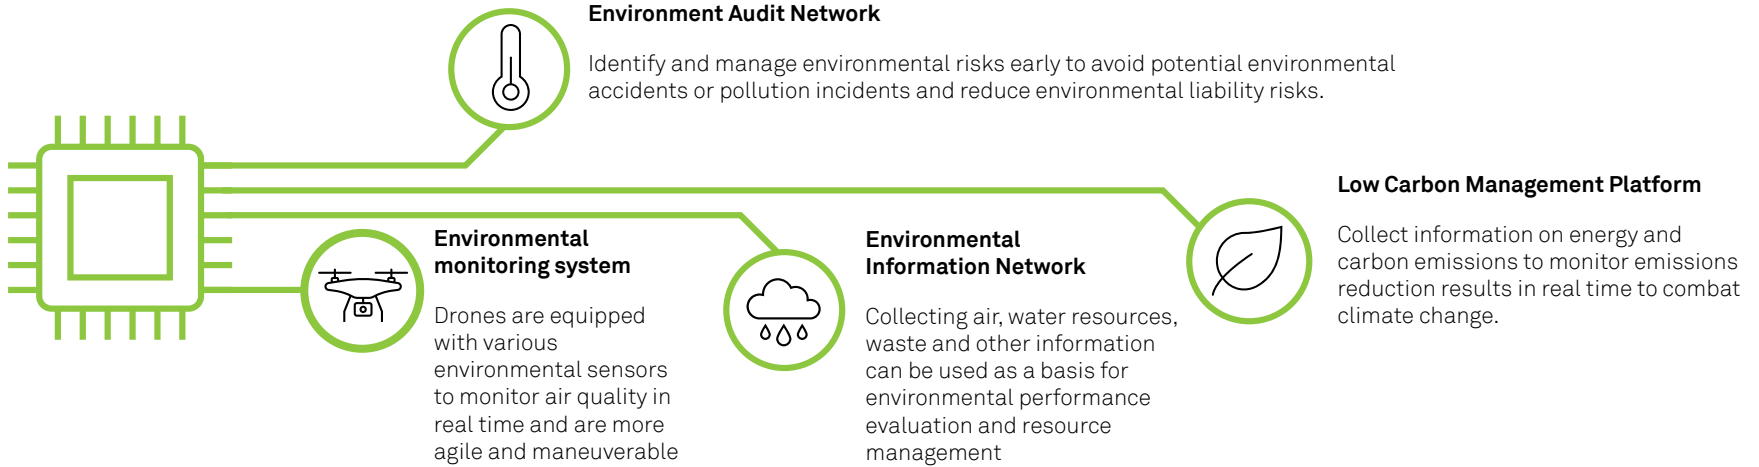 Environment Audit Network
Identify and manage environmental risks early to avoid potential environmental
accidents or pollution incidents and reduce environmental liability risks.
Low Carbon Management Platform
Collect information on energy and
carbon emissions to monitor emissions
reduction results in real time to combat
climate change.
Environmental
monitoring system
Drones are equipped
with various
environmental sensors
to monitor air quality in
real time and are more
agile and maneuverable
Environmental
Information Network
Collecting air, water resources,
waste and other information
can be used as a basis for
environmental performance
evaluation and resource
management